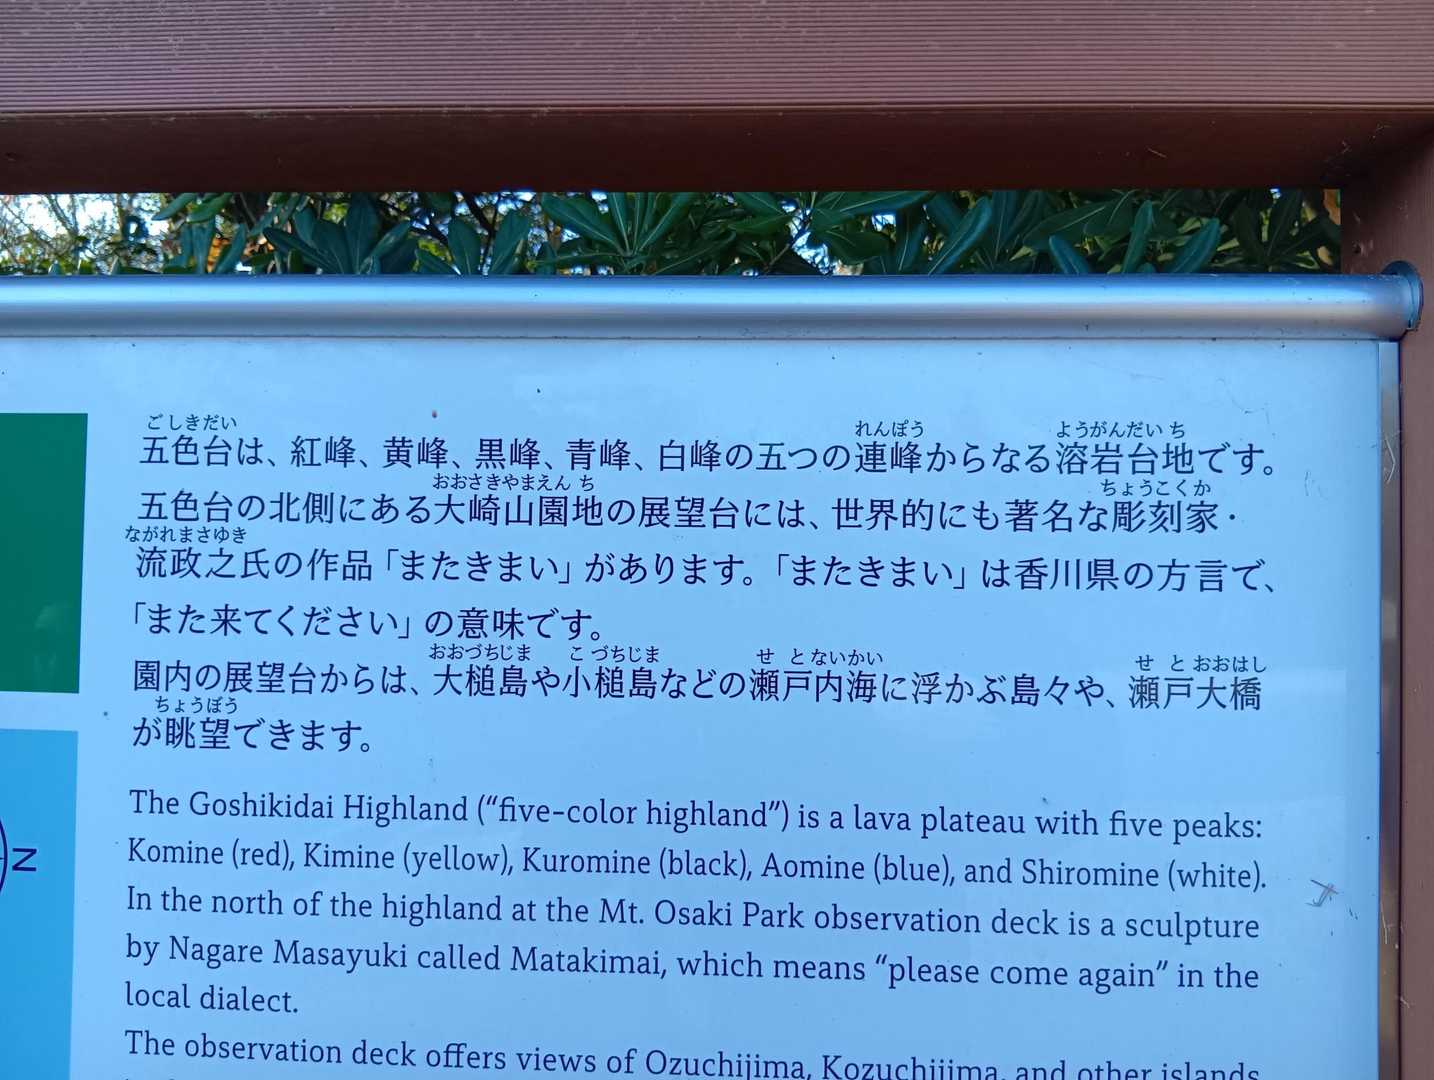 五色台は、紅峰、黄峰、黒峰、青峰、白峰の五つの連峰からなる溶岩台地です。
五色台の北側にある大崎山園地の展望台には、世界的にも著名な彫刻家・
流政之氏の作品「またきまい」があります。「またきまい」は香川県の方言で、
「また来てください」の意味です。
園内の展望台からは、大槌島や小槌島などの瀬戸内海に浮かぶ島々や、瀬戸大橋
が眺望できます。
ごしきだい
れんぽう
ようがんだいち
おおさきやまえんち
ちょうこくか
ながれまさゆき
おおづちじま
こづちじま
せとないかい
せとおおはし
ちょうぼう
The Goshikidai Highland (“five-color highland”) is a lava plateau with five peaks:
Komine (red), Kimine (yellow), Kuromine (black), Aomine (blue), and Shiromine (white).
In the north of the highland at the Mt. Osaki Park observation deck is a sculpture
by Nagare Masayuki called Matakimai, which means “please come again” in the
local dialect.
The observation deck offers views of Ozuchijima, Kozuchijima, and other islands
N